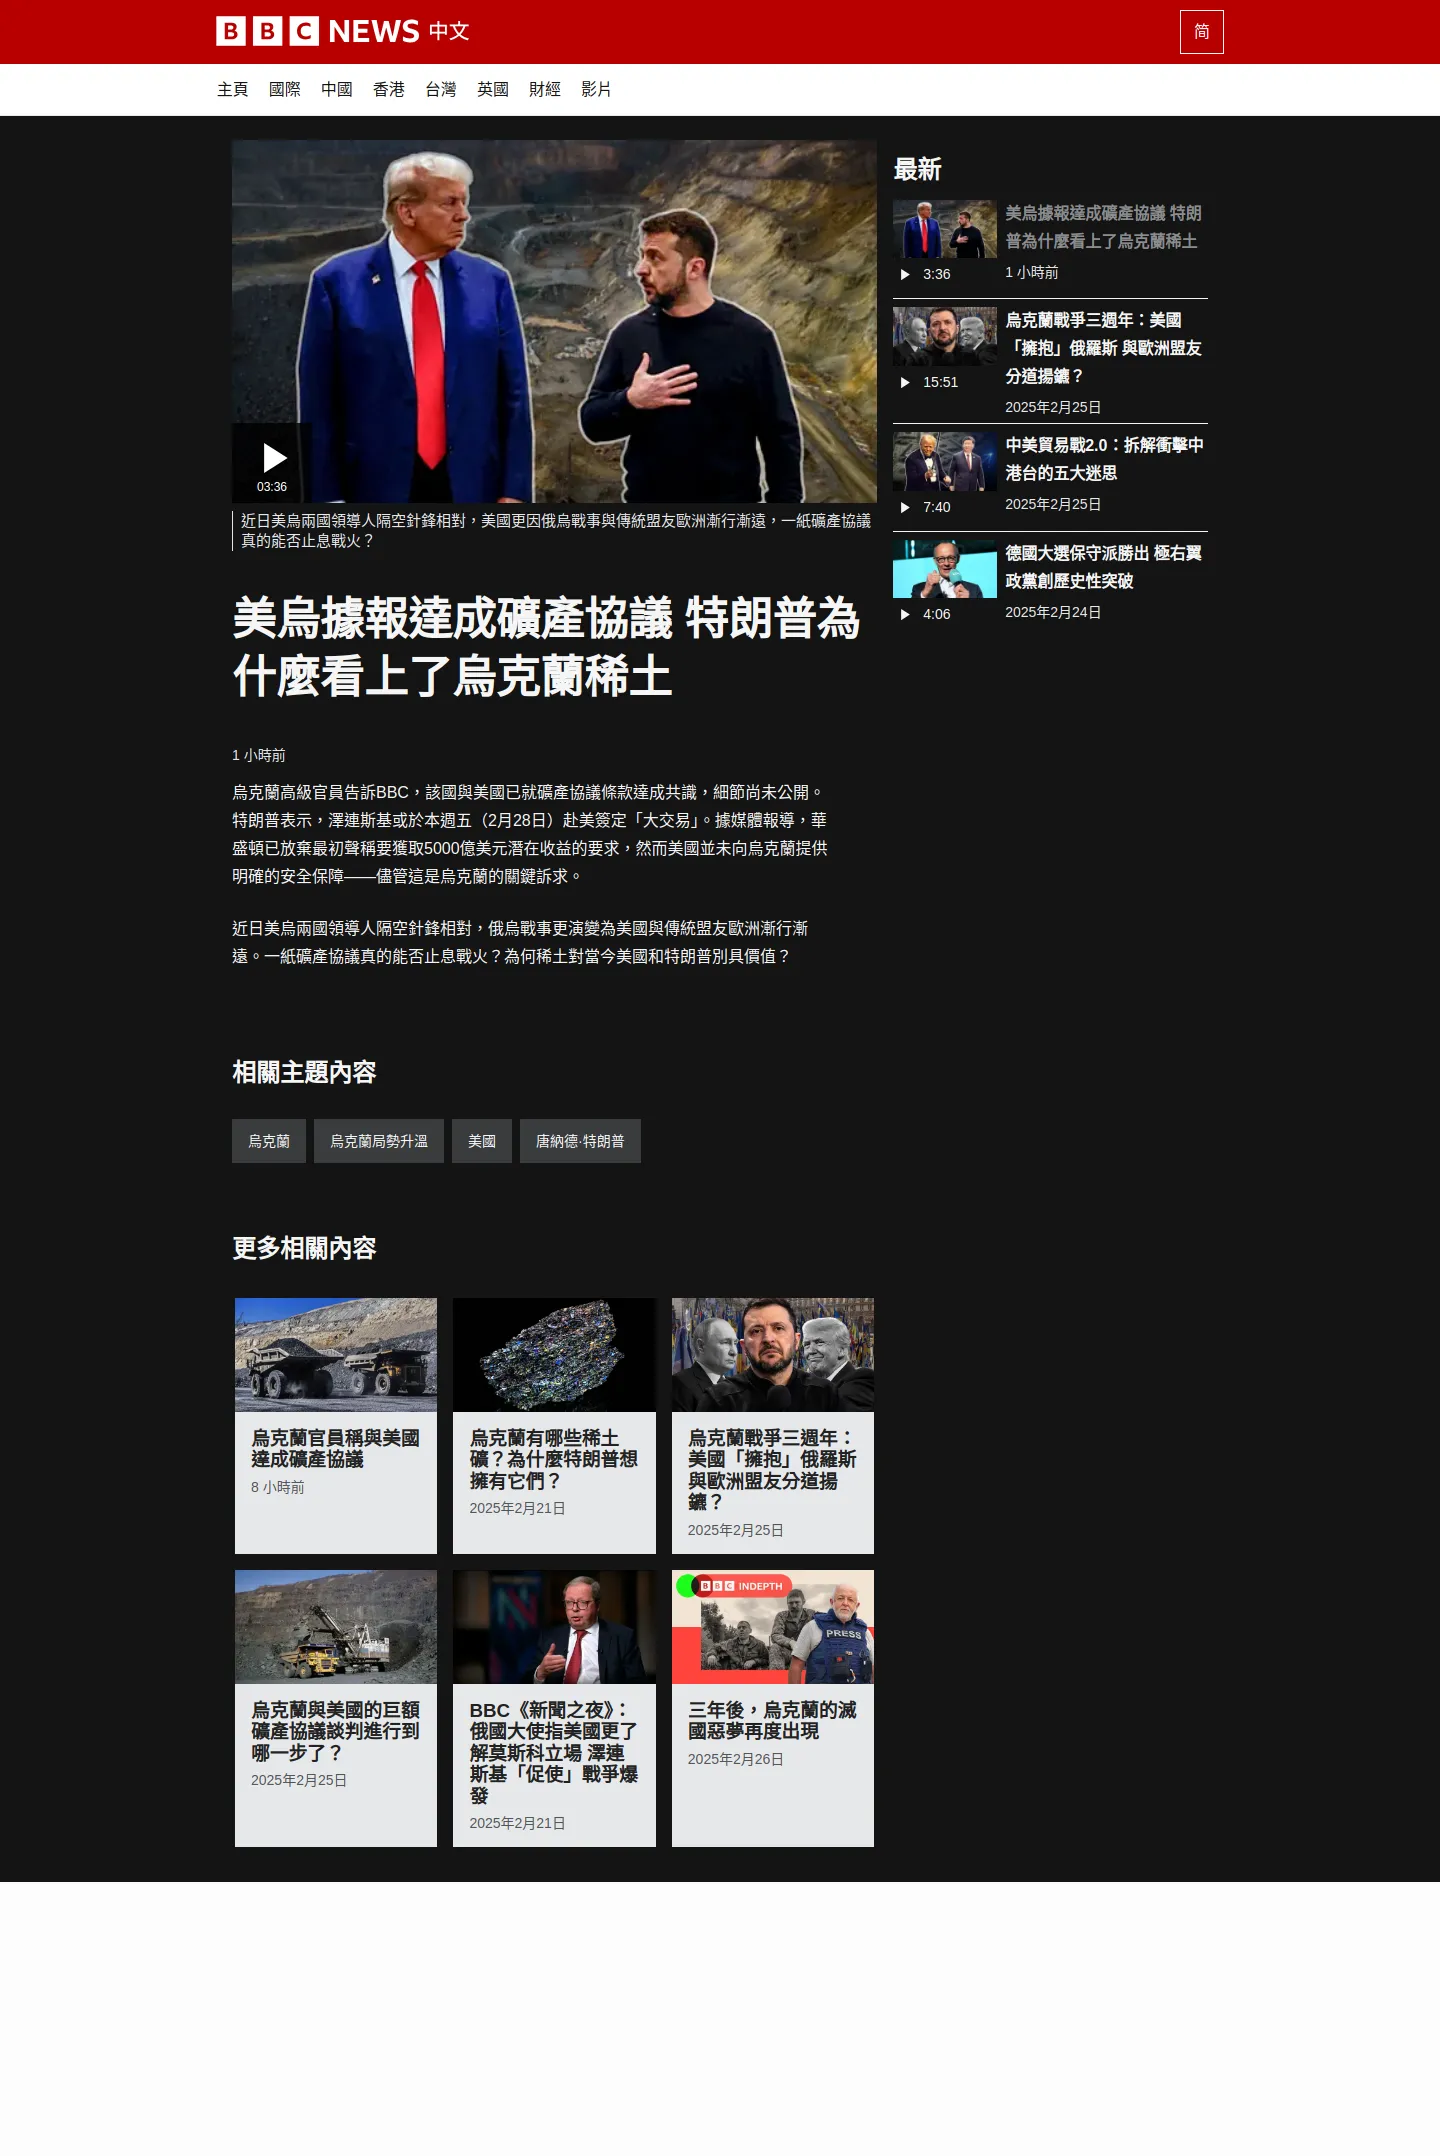 BBC NEWS 中文
简
主頁 國際 中國 香港 台灣 英國 財經 影片
03:36
近日美烏兩國領導人隔空針鋒相對，美國更因俄烏戰事與傳統盟友歐洲漸行漸遠，一紙礦產協議
真的能否止息戰火？
美烏據報達成礦產協議 特朗普為
什麼看上了烏克蘭稀土
1 小時前
烏克蘭高級官員告訴BBC，該國與美國已就礦產協議條款達成共識，細節尚未公開。
特朗普表示，澤連斯基或於本週五（2月28日）赴美簽定「大交易」。據媒體報導，華
盛頓已放棄最初聲稱要獲取5000億美元潛在收益的要求，然而美國並未向烏克蘭提供
明確的安全保障——儘管這是烏克蘭的關鍵訴求。
近日美烏兩國領導人隔空針鋒相對，俄烏戰事更演變為美國與傳統盟友歐洲漸行漸
遠。一紙礦產協議真的能否止息戰火？為何稀土對當今美國和特朗普別具價值？
最新
美烏據報達成礦產協議 特朗
普為什麼看上了烏克蘭稀土
3:36
1 小時前
烏克蘭戰爭三週年：美國
「擁抱」俄羅斯 與歐洲盟友
分道揚鑣？
15:51
2025年2月25日
中美貿易戰2.0：拆解衝擊中
港台的五大迷思
7:40
2025年2月25日
德國大選保守派勝出 極右翼
政黨創歷史性突破
4:06
2025年2月24日
相關主題內容
烏克蘭 烏克蘭局勢升溫 美國 唐納德·特朗普
更多相關內容
烏克蘭官員稱與美國
達成礦產協議
8 小時前
烏克蘭有哪些稀土
礦？為什麼特朗普想
擁有它們？
2025年2月21日
烏克蘭戰爭三週年：
美國「擁抱」俄羅斯
與歐洲盟友分道揚
鑣？
2025年2月25日
烏克蘭與美國的巨額
礦產協議談判進行到
哪一步了？
2025年2月25日
BBC《新聞之夜》：
俄國大使指美國更了
解莫斯科立場 澤連
斯基「促使」戰爭爆
發
2025年2月21日
BBC INDEPTH
PRESS
三年後，烏克蘭的滅
國惡夢再度出現
2025年2月26日